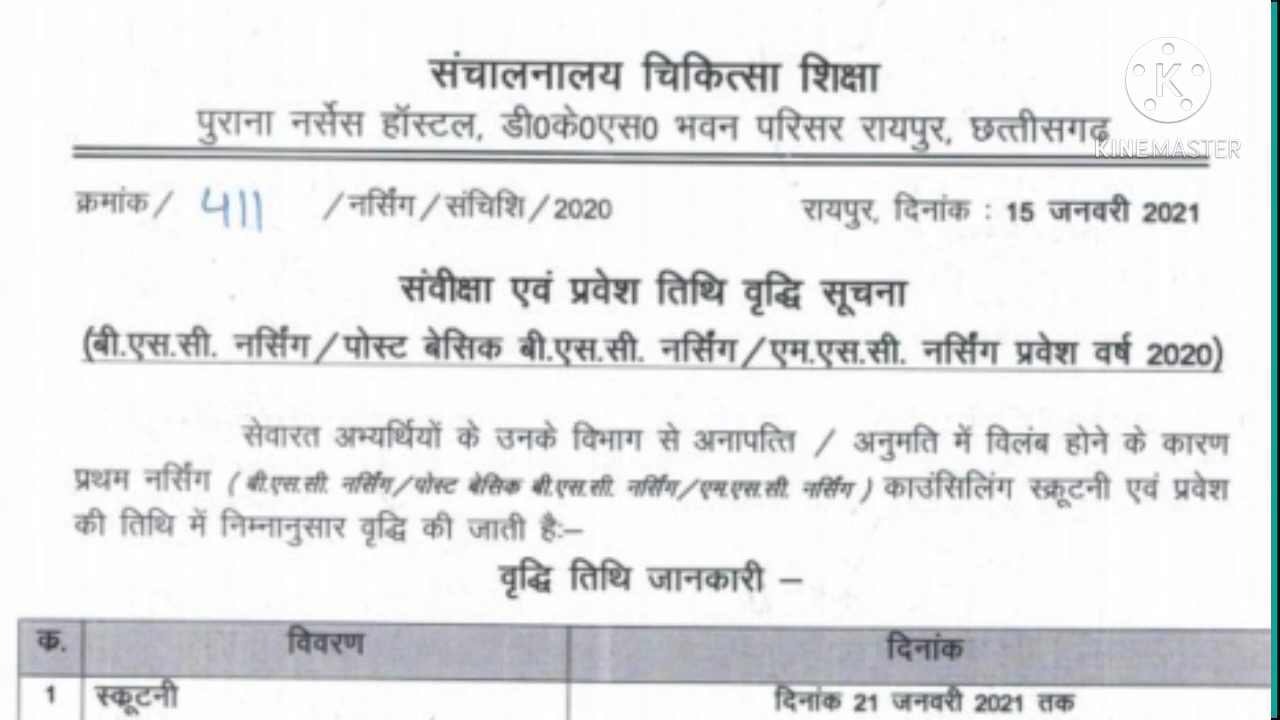 संचालनालय चिकित्सा शिक्षा
K
पुराना नर्सेस हॉस्टल, डी0के0एस0 भवन परिसर रायपुर, छत्तीसगढ़
KINEMASTER
क्रमांक / 411 / नर्सिंग / संचिशि / 2020 रायपुर, दिनांक : 15 जनवरी 2021
संवीक्षा एवं प्रवेश तिथि वृद्धि सूचना
(बी.एस.सी. नर्सिंग / पोस्ट बेसिक बी.एस.सी. नर्सिंग / एम.एस.सी. नर्सिंग प्रवेश वर्ष 2020)
सेवारत अभ्यर्थियों के उनके विभाग से अनापत्ति / अनुमति में विलंब होने के कारण
प्रथम नर्सिंग ( बी.एस.सी. नर्सिंग / पोस्ट बेसिक बी.एस.सी. नर्सिंग / एम.एस.सी. नर्सिंग ) काउंसिलिंग स्क्रूटनी एवं प्रवेश
की तिथि में निम्नानुसार वृद्धि की जाती है:–
वृद्धि तिथि जानकारी –
क. विवरण दिनांक
1 स्कूटनी दिनांक 21 जनवरी 2021 तक